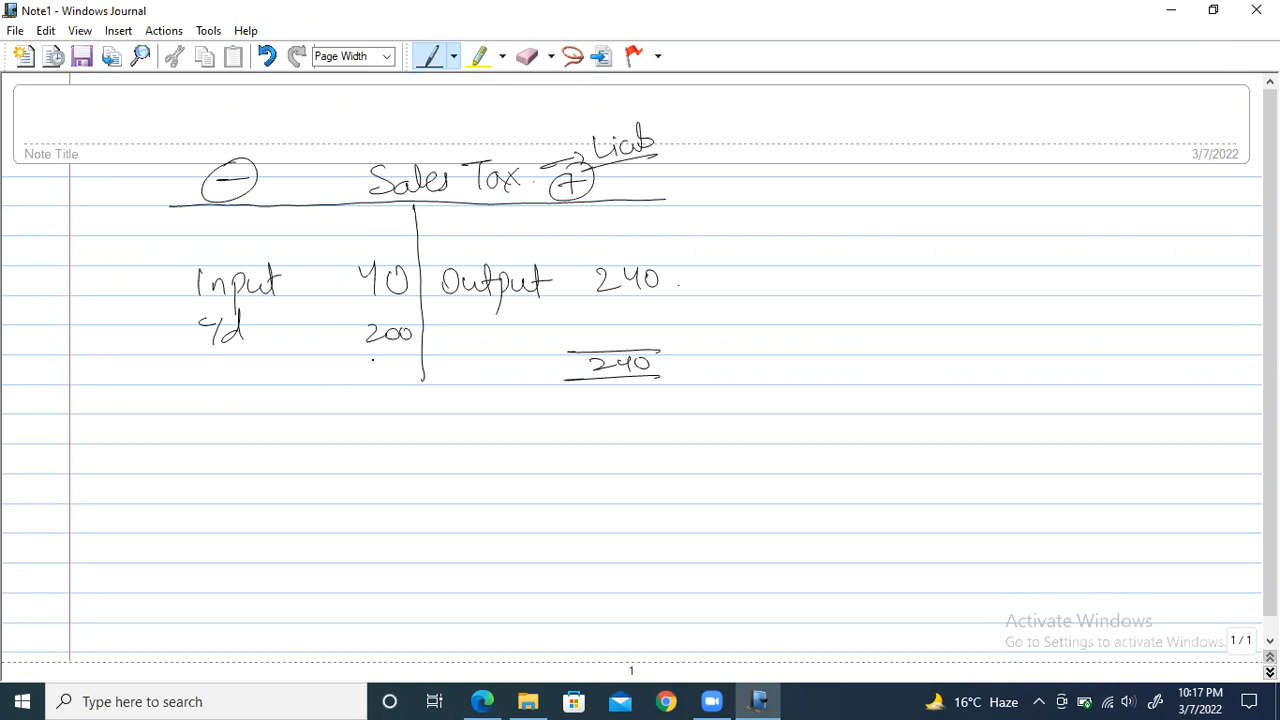 Note1 - Windows Journal
File Edit View Insert Actions Tools Help
Page Width
Note Title
3/7/2022
Liab
- Sales Tax. +
Input 40 Output 240.
c/d 200
240
Activate Windows
Go to Settings to activate Windows.
1 / 1
1
Type here to search
16°C Haze
10:17 PM
3/7/2022